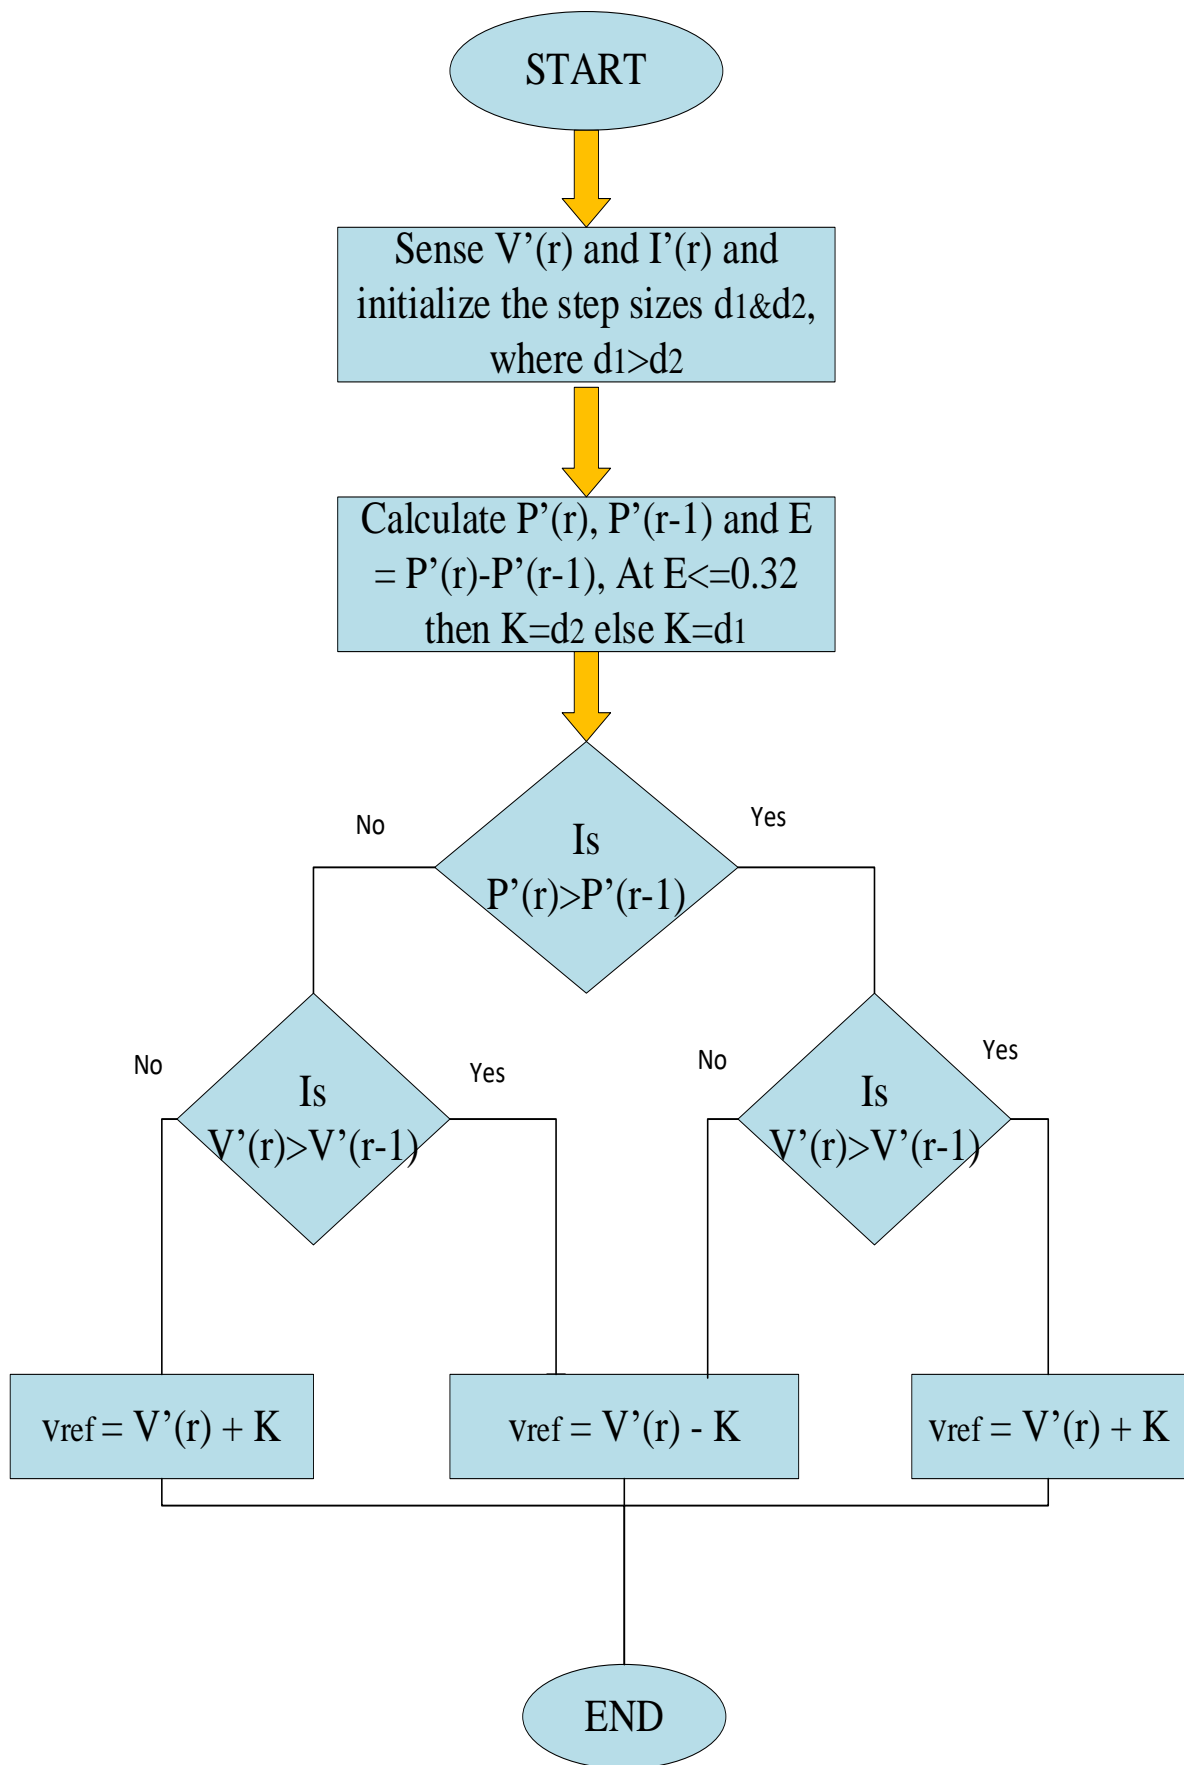 START
Sense V’(r) and I’(r) and
initialize the step sizes d1&d2,
where d1>d2
Calculate P’(r), P’(r-1) and E
= P’(r)-P’(r-1), At E<=0.32
then K=d2 else K=d1
No
Yes
Is
P’(r)>P’(r-1)
No
Yes
No
Yes
Is
V’(r)>V’(r-1)
Is
V’(r)>V’(r-1)
vref = V’(r) + K
vref = V’(r) - K
vref = V’(r) + K
END